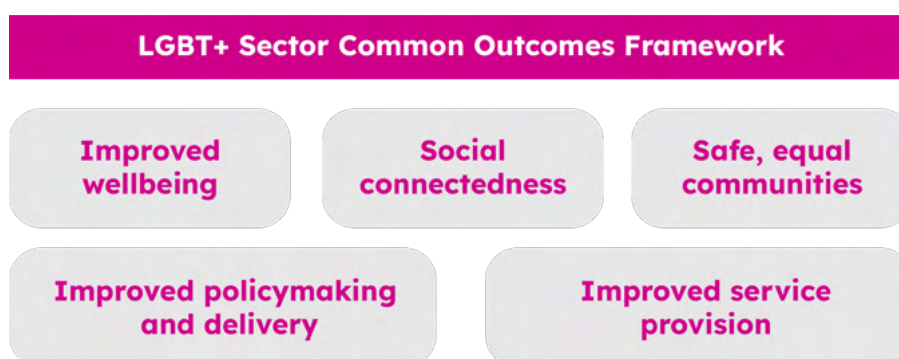 LGBT+ Sector Common Outcomes Framework
Improved
wellbeing
Social
connectedness
Safe, equal
communities
Improved policymaking
and delivery
Improved service
provision